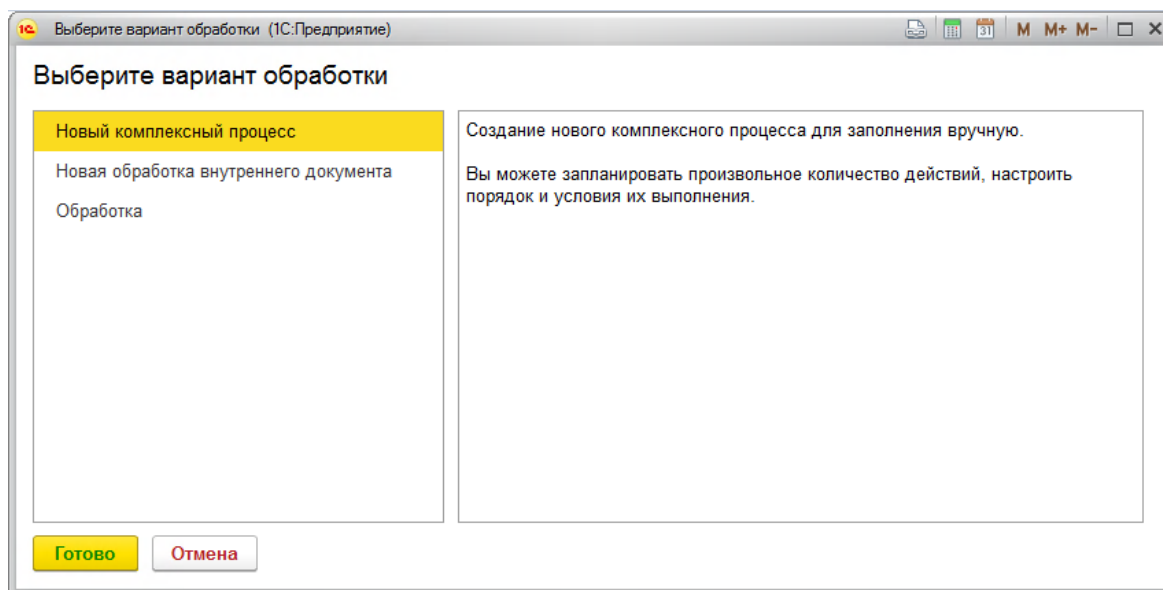 1С Выберите вариант обработки (1С:Предприятие) 31 M M+ M-
Выберите вариант обработки
Новый комплексный процесс
Новая обработка внутреннего документа
Обработка
Создание нового комплексного процесса для заполнения вручную.
Вы можете запланировать произвольное количество действий, настроить
порядок и условия их выполнения.
Готово Отмена